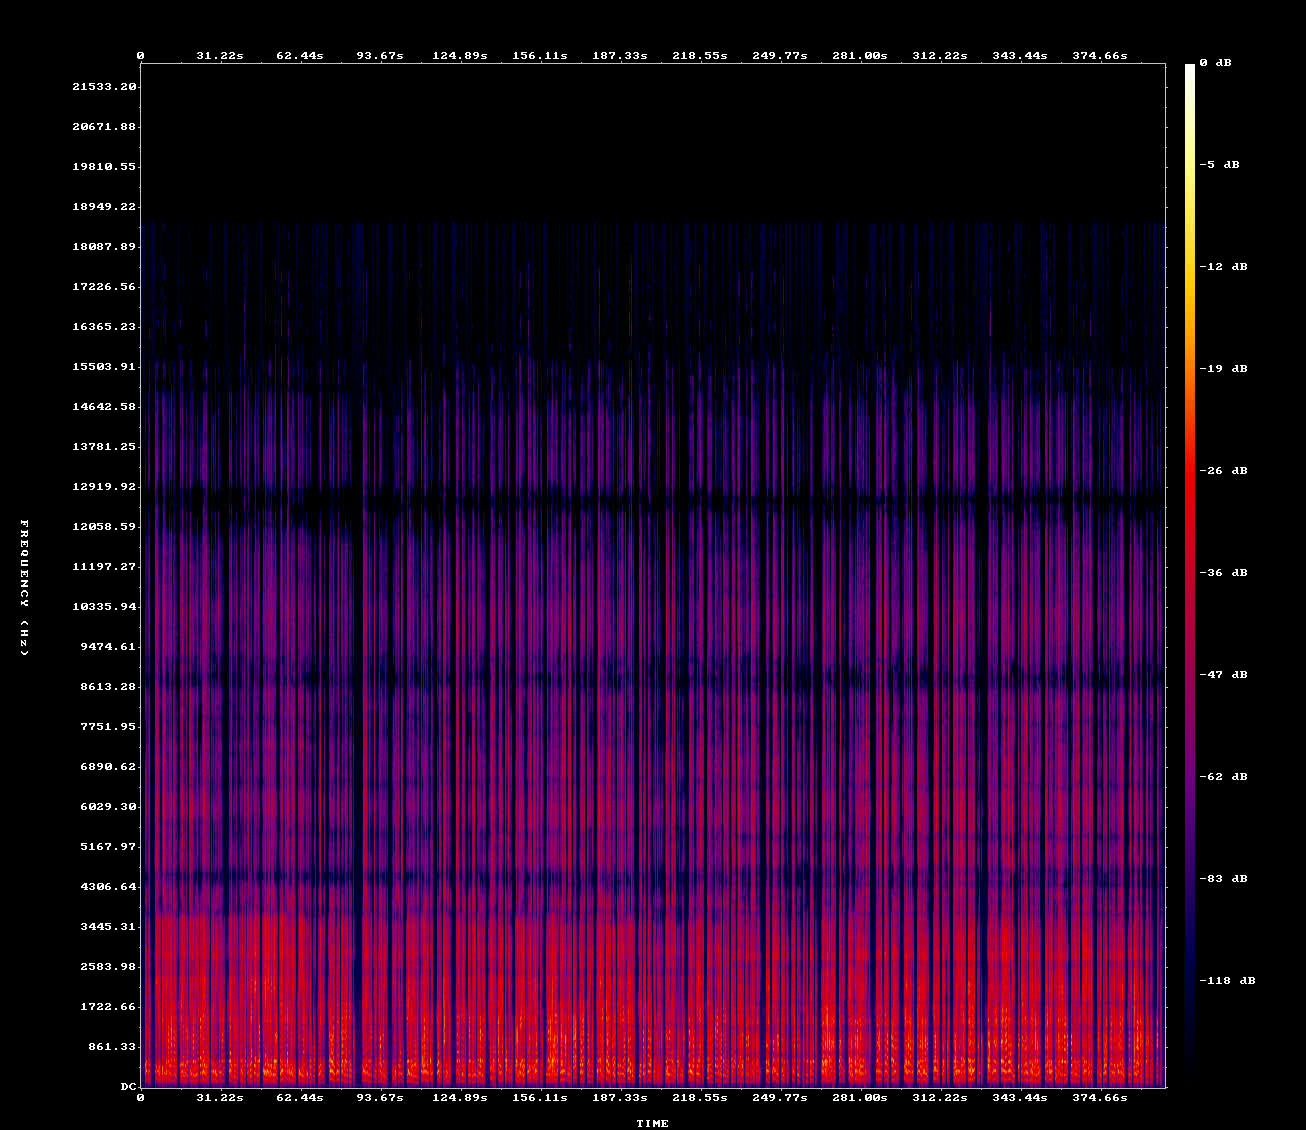 0 31.22s 62.44s 93.67s 124.89s 156.11s 187.33s 218.55s 249.77s 281.00s 312.22s 343.44s 374.66s
0 dB
-5 dB
-12 dB
-19 dB
-26 dB
-36 dB
-47 dB
-62 dB
-83 dB
-118 dB
21533.20
20671.88
19810.55
18949.22
18087.89
17226.56
16365.23
15503.91
14642.58
13781.25
12919.92
12058.59
11197.27
10335.94
9474.61
8613.28
7751.95
6890.62
6029.30
5167.97
4306.64
3445.31
2583.98
1722.66
861.33
DC
FREQUENCY (Hz)
0 31.22s 62.44s 93.67s 124.89s 156.11s 187.33s 218.55s 249.77s 281.00s 312.22s 343.44s 374.66s
TIME